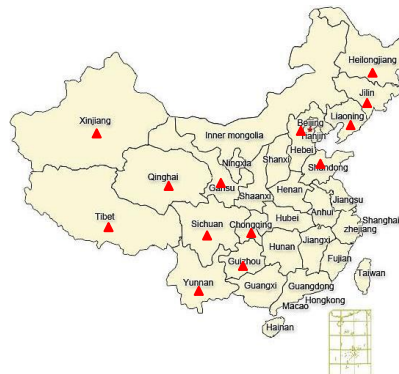 Heilongjiang
Jilin
Liaoning
Xinjiang
Beijing
Tianjin
Inner mongolia
Hebei
Ningxia
Shanxi
Shandong
Qinghai
Gansu
Shaanxi
Henan
Jiangsu
Tibet
Sichuan
Chongqing
Hubei
Anhui
Shanghai
zhejiang
Hunan
Jiangxi
Guizhou
Fujian
Yunnan
Guangxi
Guangdong
Taiwan
Hongkong
Macao
Hainan